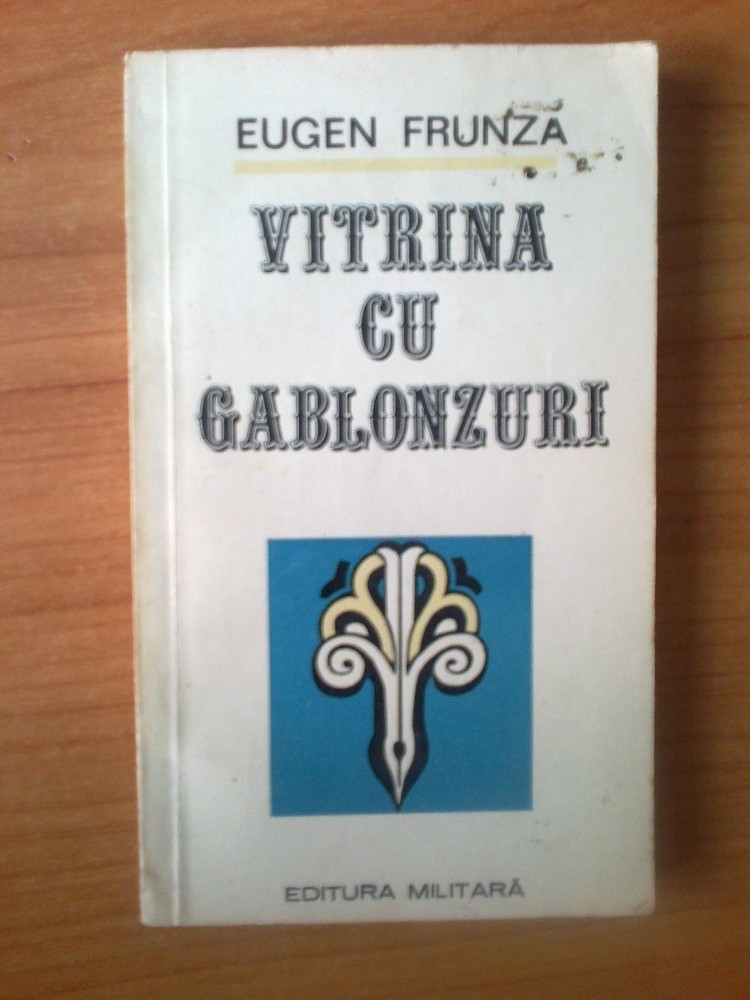 EUGEN FRUNZA
VITRINA
CU
GABLONZURI
EDITURA MILITARĂ